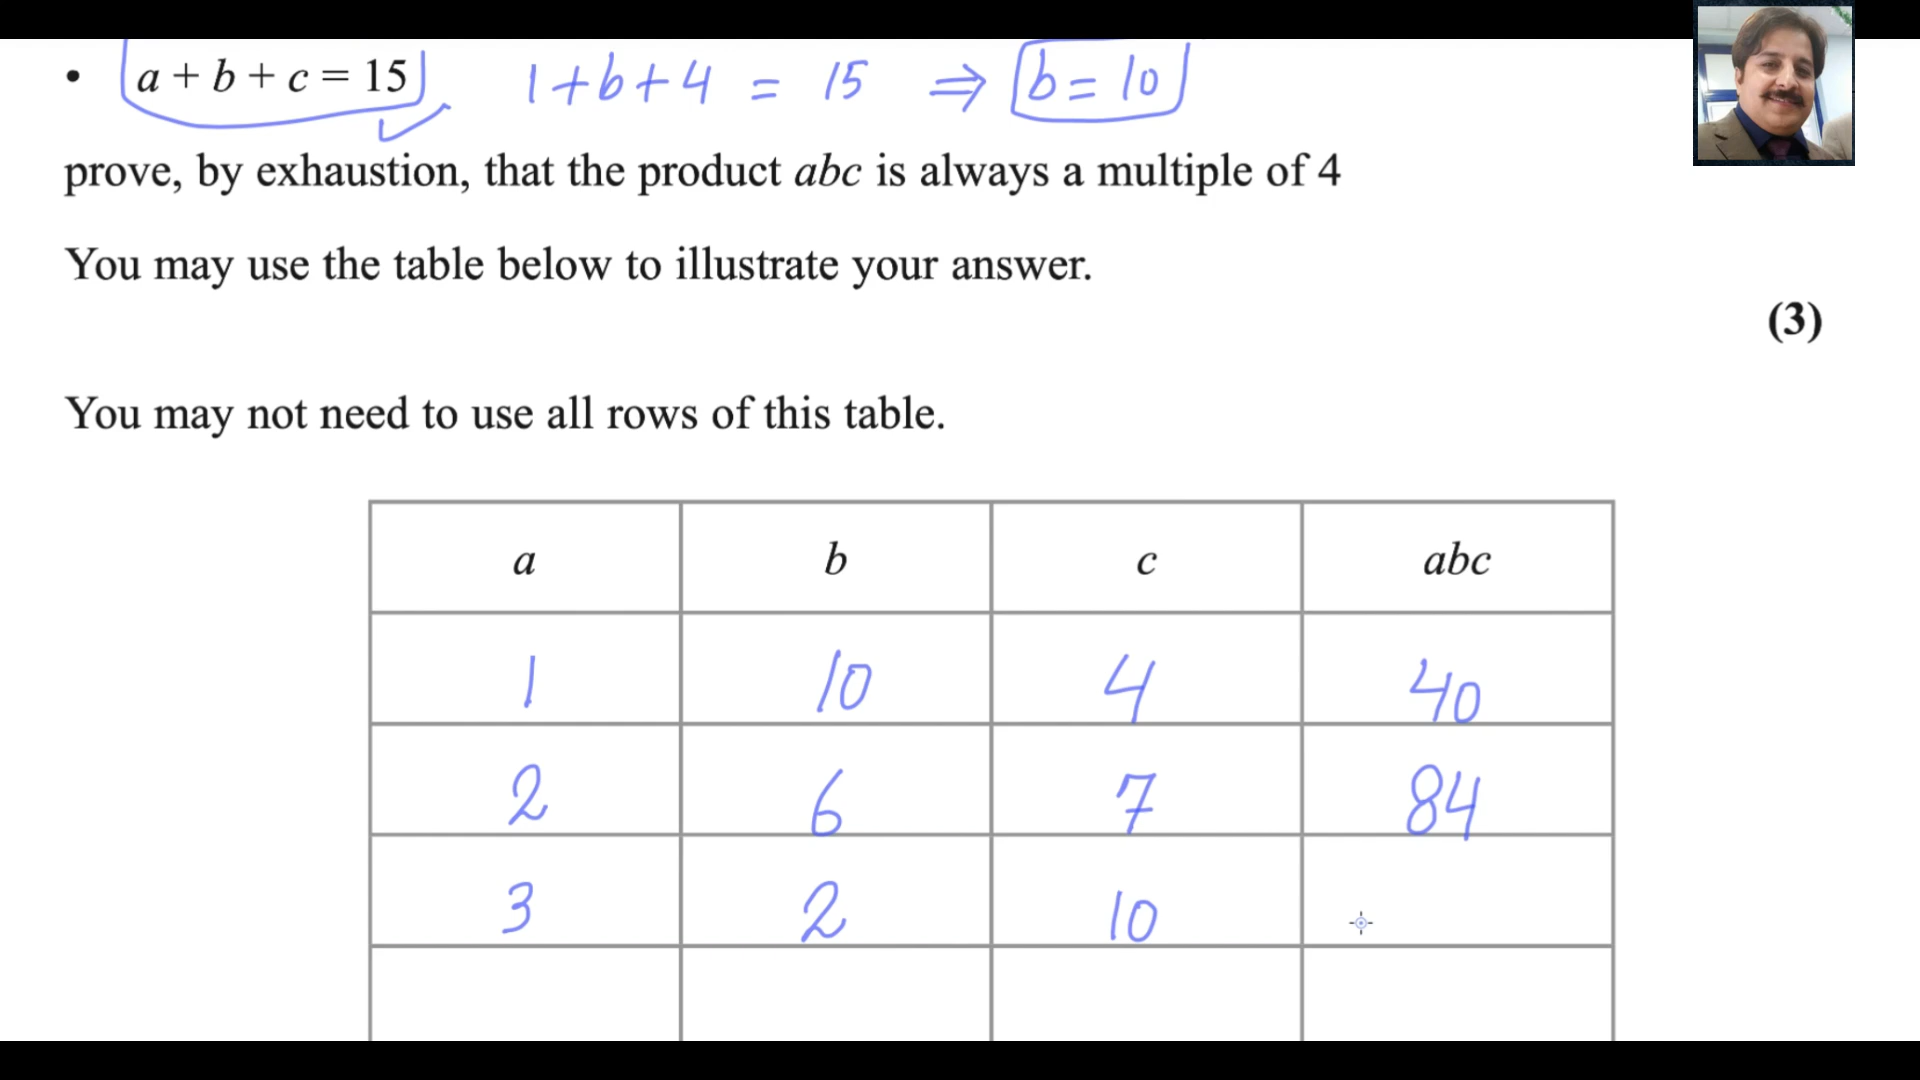 • a + b + c = 15 1+b+4 = 15 ⇒ b = 10
prove, by exhaustion, that the product abc is always a multiple of 4
You may use the table below to illustrate your answer.
(3)
You may not need to use all rows of this table.
a b c abc
1 10 4 40
2 6 7 84
3 2 10